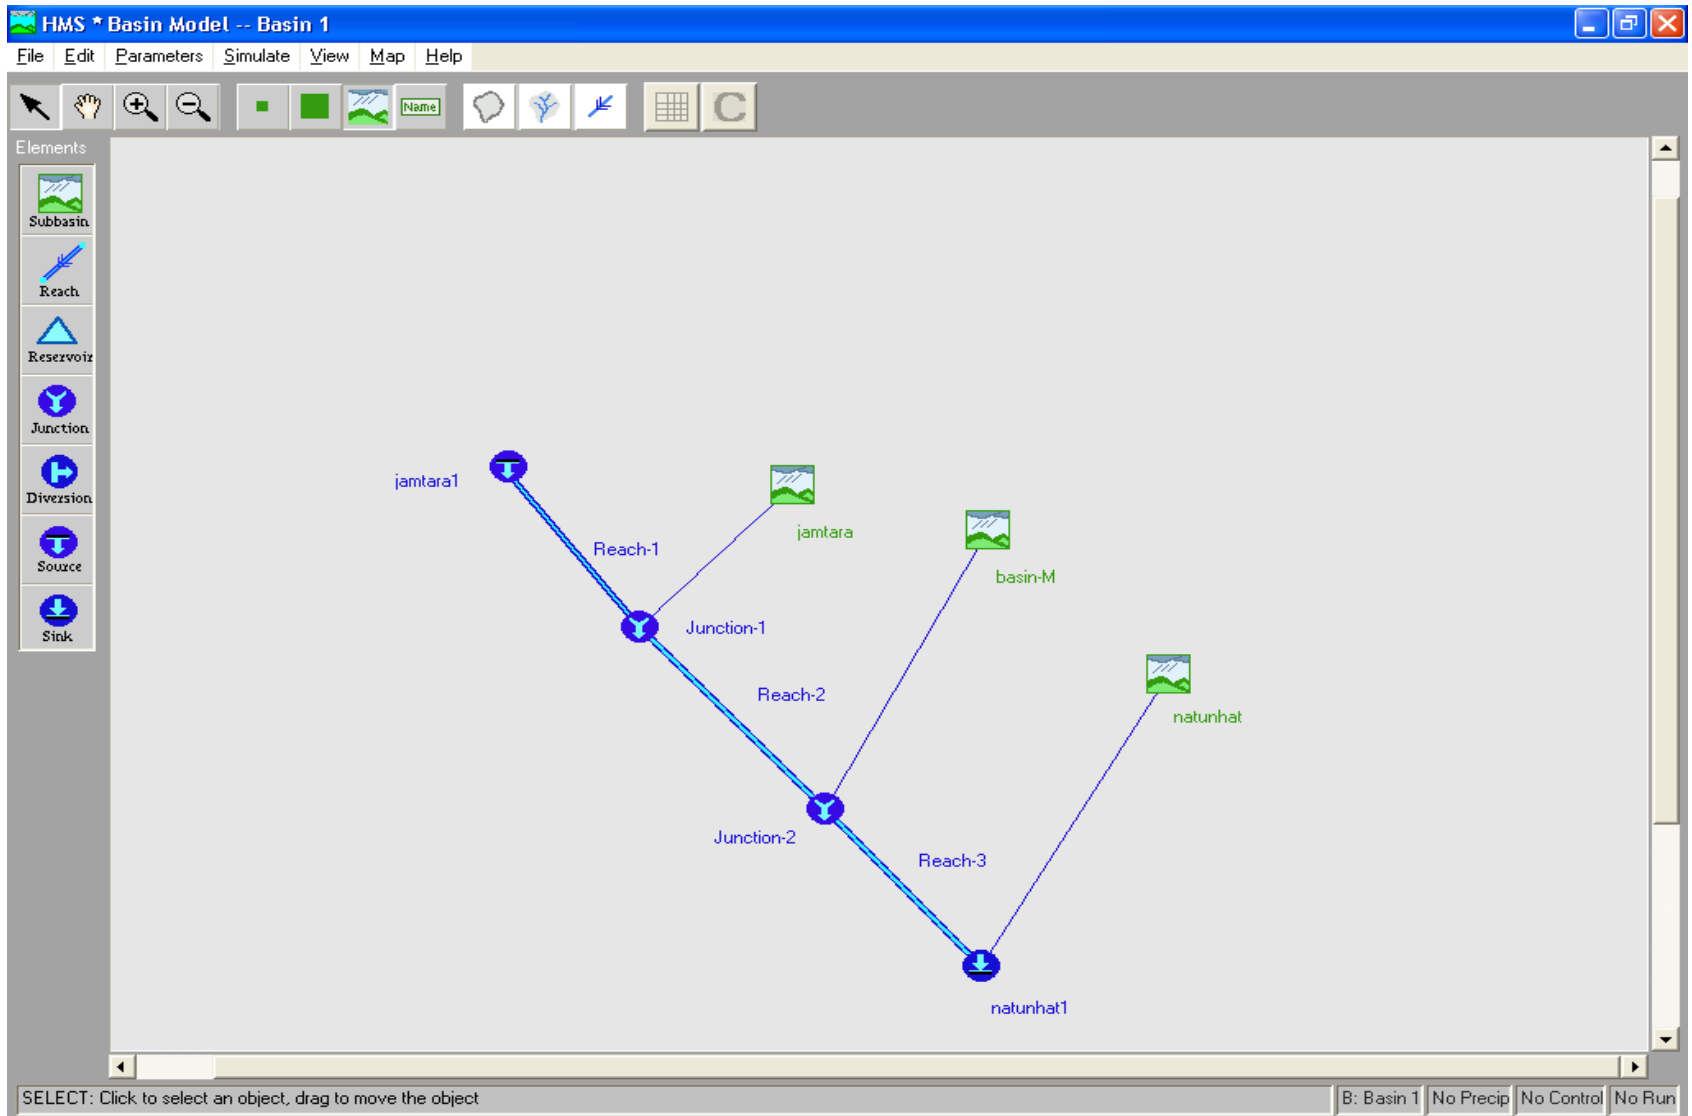 HMS * Basin Model -- Basin 1
File Edit Parameters Simulate View Map Help
Name
C
Elements
Subbasin
Reach
Reservoir
Junction
Diversion
Source
Sink
jamtara1
jamtara
Reach-1
basin-M
Junction-1
Reach-2
natunhat
Junction-2
Reach-3
natunhat1
SELECT: Click to select an object, drag to move the object
B: Basin 1 No Precip No Control No Run